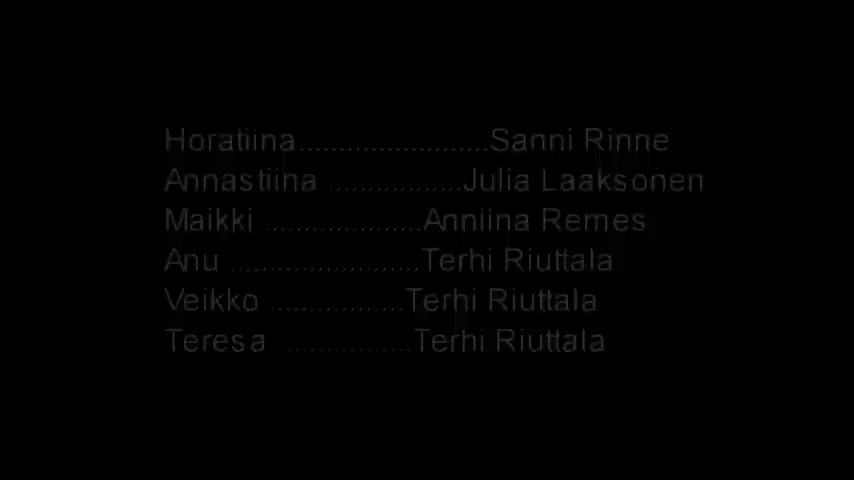 Horatiina........................Sanni Rinne
Annastiina .................Julia Laaksonen
Maikki ....................Anniina Remes
Anu ........................Terhi Riuttala
Veikko .................Terhi Riuttala
Teresa ................Terhi Riuttala